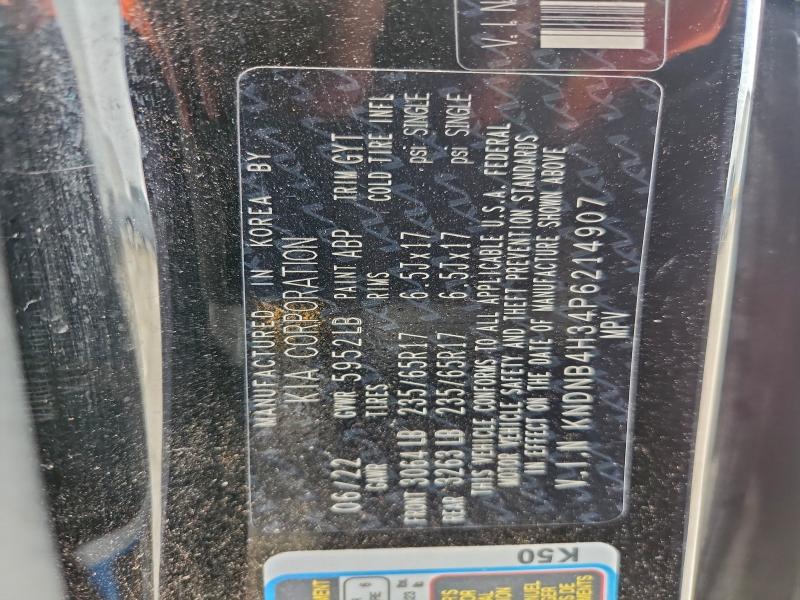 V.I.N
MANUFACTURED IN KOREA BY
KIA CORPORATION
06/22 GVWR 5952LB PAINT ABP TRIM GYT
GAWR TIRES RIMS COLD TIRE INFL
FRONT 3064LB 235/65R17 6.5Jx17 psi SINGLE
REAR 3263LB 235/65R17 6.5Jx17 psi SINGLE
THIS VEHICLE CONFORMS TO ALL APPLICABLE U.S.A. FEDERAL
MOTOR VEHICLE SAFETY AND THEFT PREVENTION STANDARDS
IN EFFECT ON THE DATE OF MANUFACTURE SHOWN ABOVE
V.I.N KNDNB4H34P6214907
MPV
K50